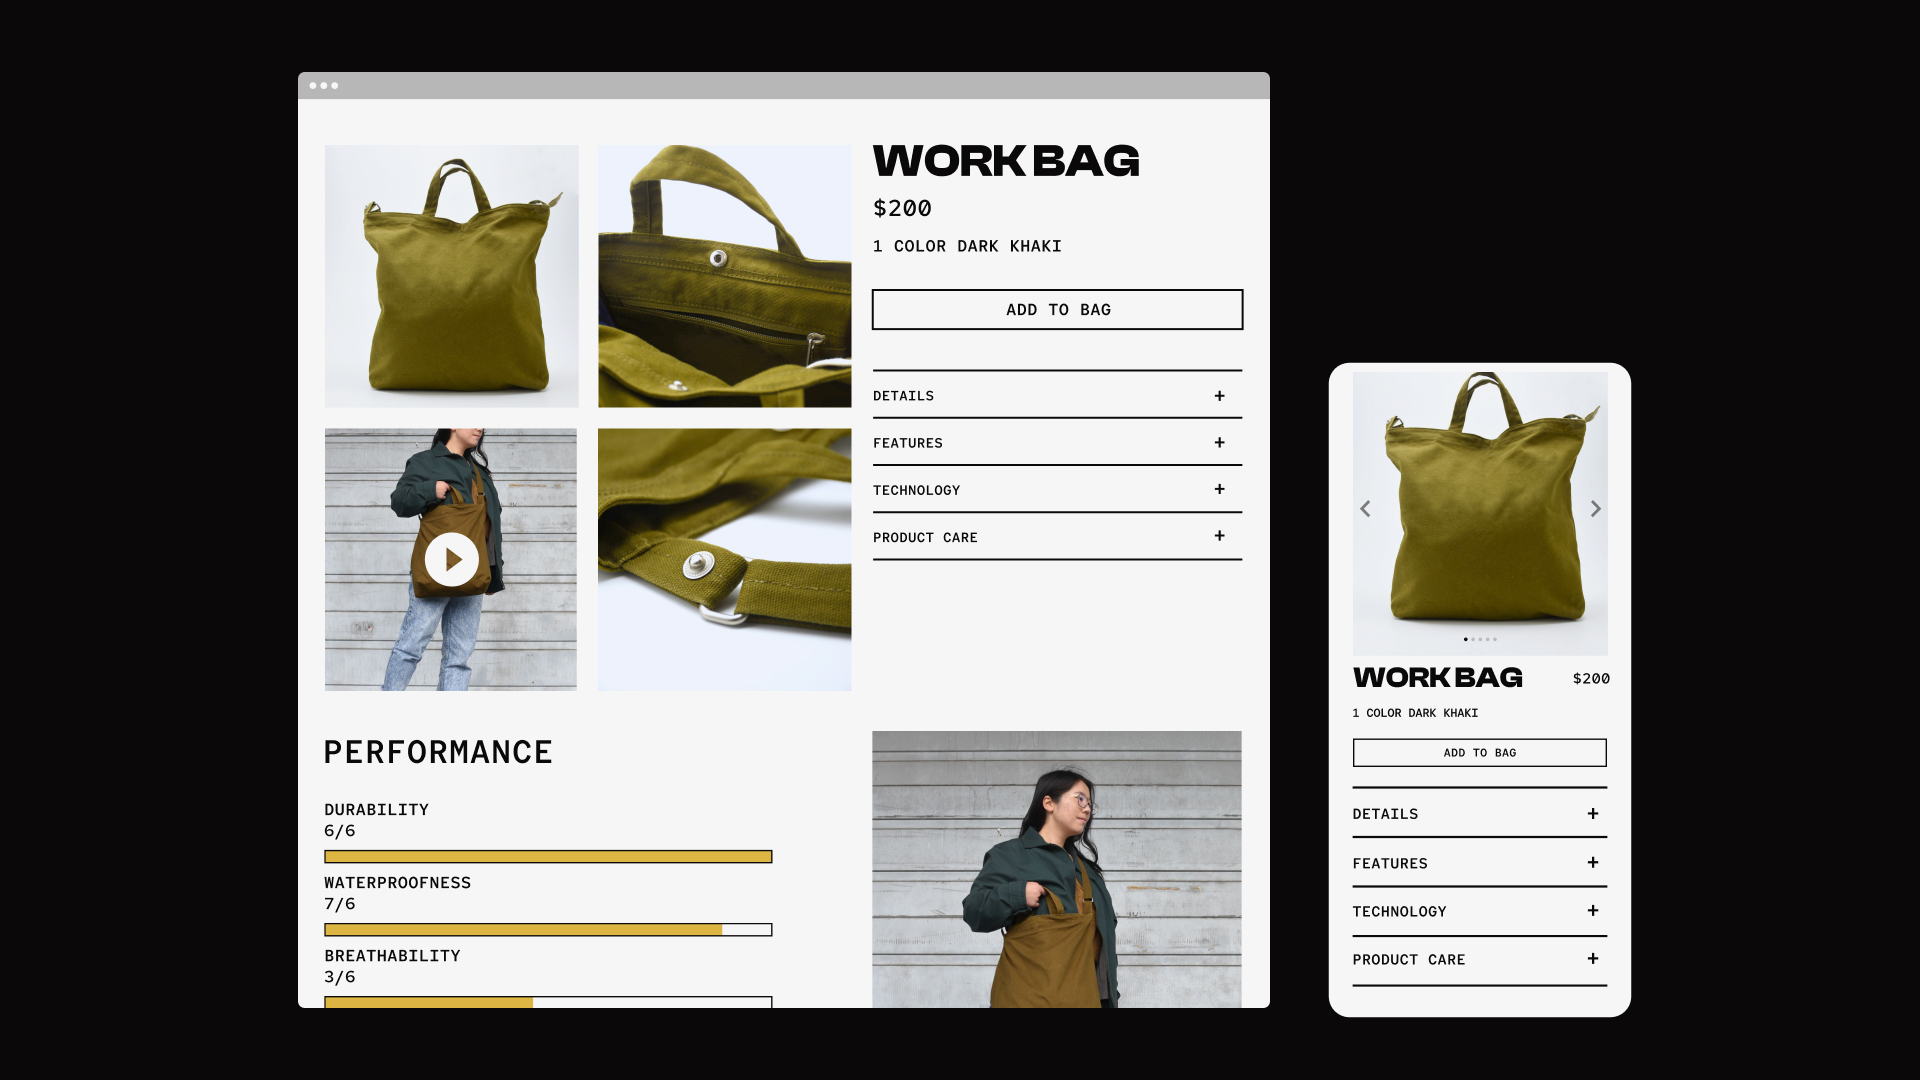 WORK BAG
$200
1 COLOR DARK KHAKI
ADD TO BAG
DETAILS
FEATURES
TECHNOLOGY
PRODUCT CARE
PERFORMANCE
DURABILITY
6/6
WATERPROOFNESS
7/6
BREATHABILITY
3/6
WORK BAG
$200
1 COLOR DARK KHAKI
ADD TO BAG
DETAILS
FEATURES
TECHNOLOGY
PRODUCT CARE